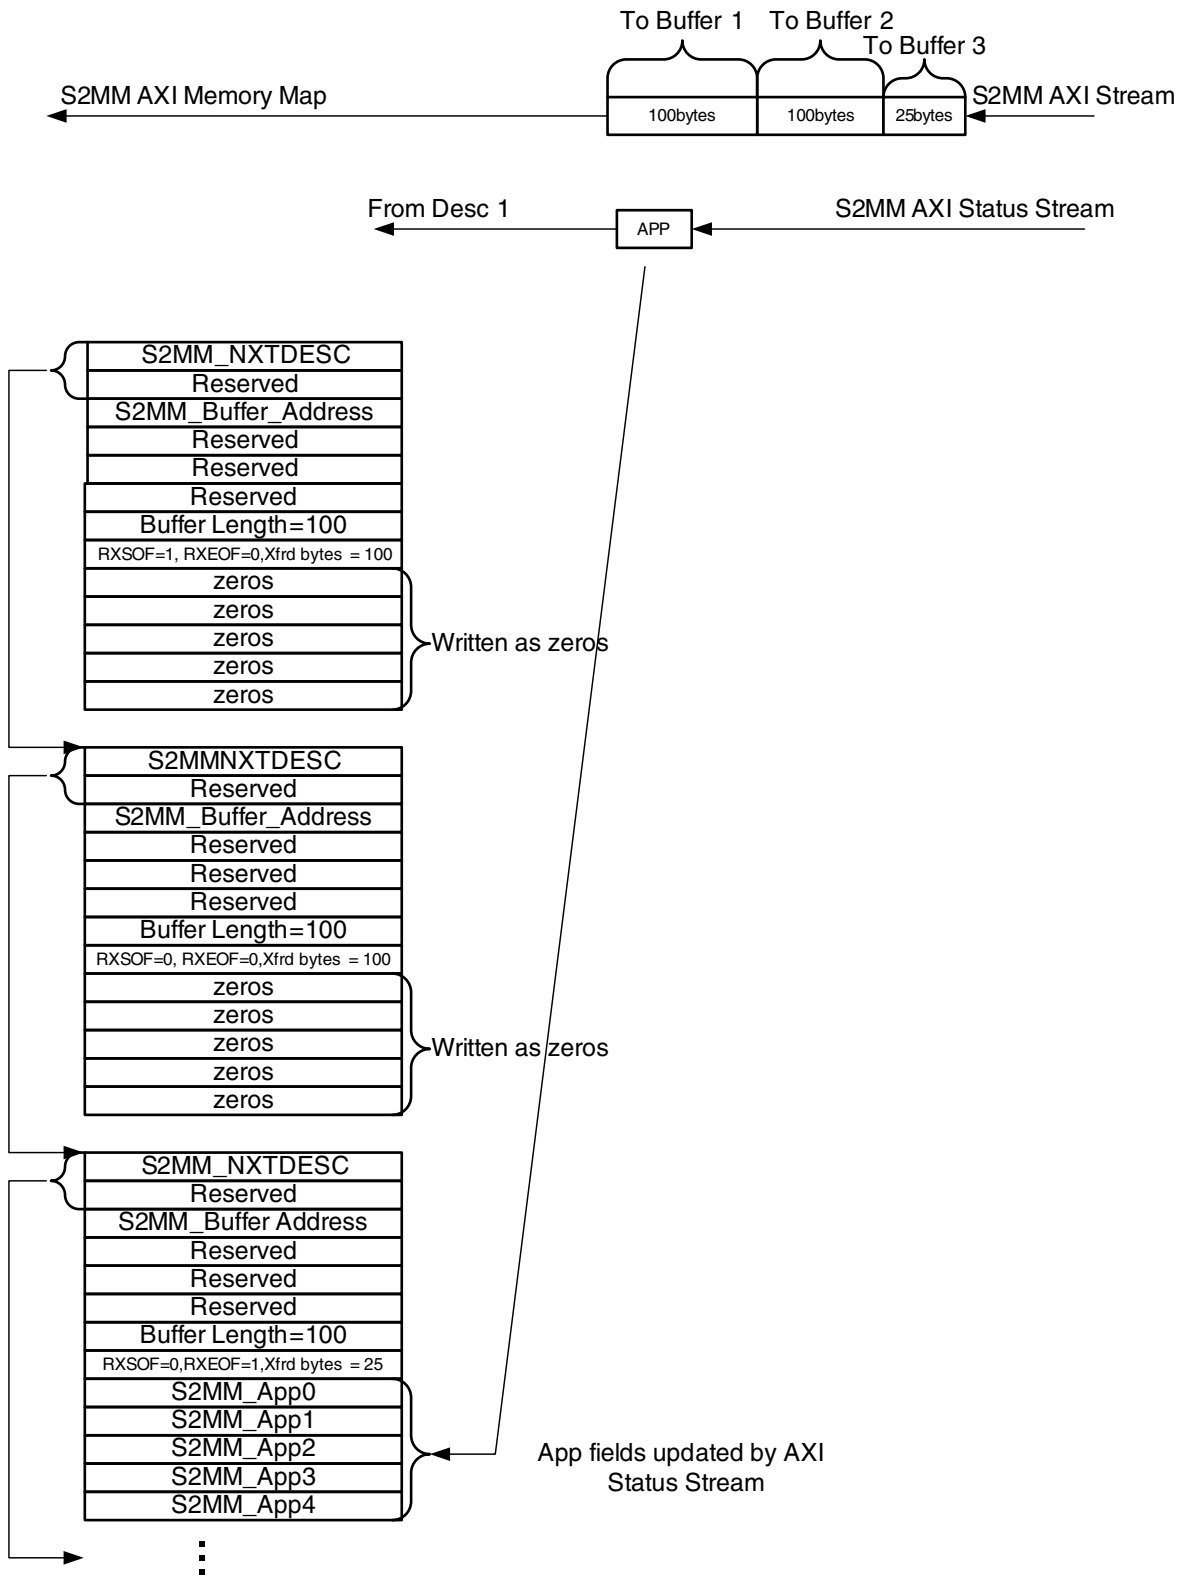 To Buffer 1
To Buffer 2
To Buffer 3
S2MM AXI Memory Map
S2MM AXI Stream
100bytes
100bytes
25bytes
From Desc 1
S2MM AXI Status Stream
APP
S2MM_NXTDESC
Reserved
S2MM_Buffer_Address
Reserved
Reserved
Reserved
Buffer Length=100
RXSOF=1, RXEOF=0,Xfrd bytes = 100
zeros
zeros
zeros
zeros
zeros
Written as zeros
S2MMNXTDESC
Reserved
S2MM_Buffer_Address
Reserved
Reserved
Reserved
Buffer Length=100
RXSOF=0, RXEOF=0,Xfrd bytes = 100
zeros
zeros
zeros
zeros
zeros
Written as zeros
S2MM_NXTDESC
Reserved
S2MM_Buffer Address
Reserved
Reserved
Reserved
Buffer Length=100
RXSOF=0,RXEOF=1,Xfrd bytes = 25
S2MM_App0
S2MM_App1
S2MM_App2
S2MM_App3
S2MM_App4
App fields updated by AXI
Status Stream